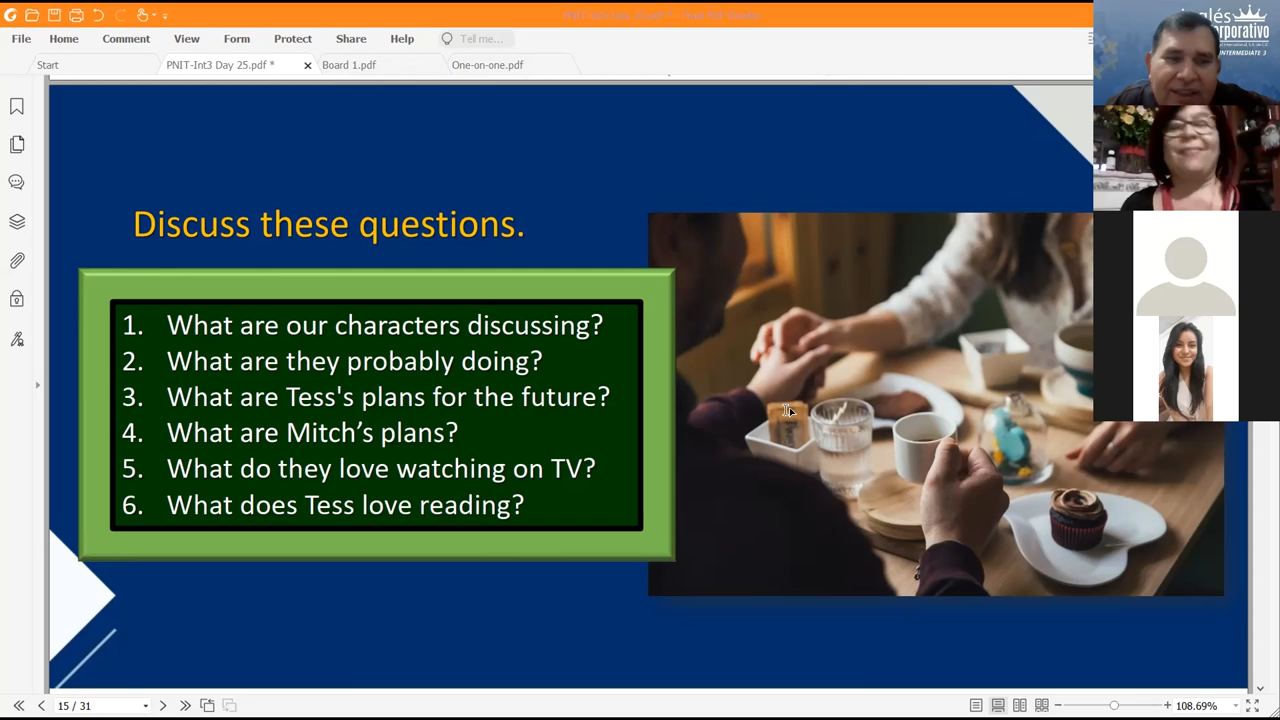 File Home Comment View Form Protect Share Help Tell me...
Start PNIT-Int3 Day 25.pdf * Board 1.pdf One-on-one.pdf
INTERMEDIATE 3
Discuss these questions.
1. What are our characters discussing?
2. What are they probably doing?
3. What are Tess's plans for the future?
4. What are Mitch’s plans?
5. What do they love watching on TV?
6. What does Tess love reading?
15 / 31
108.69%